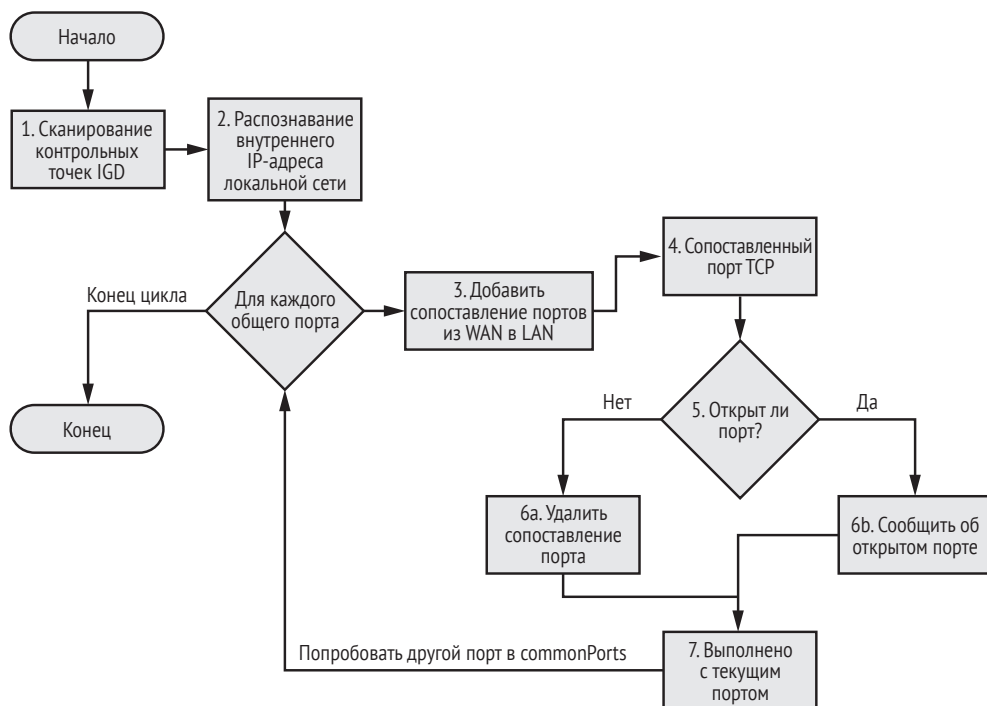 Начало
1. Сканирование
контрольных
точек IGD
2. Распознавание
внутреннего
IP-адреса
локальной сети
Конец цикла
Для каждого
общего порта
3. Добавить
сопоставление портов
из WAN в LAN
4. Сопоставленный
порт TCP
Конец
Нет
5. Открыт ли
порт?
Да
6a. Удалить
сопоставление
порта
6b. Сообщить об
открытом порте
Попробовать другой порт в commonPorts
7. Выполнено
с текущим
портом